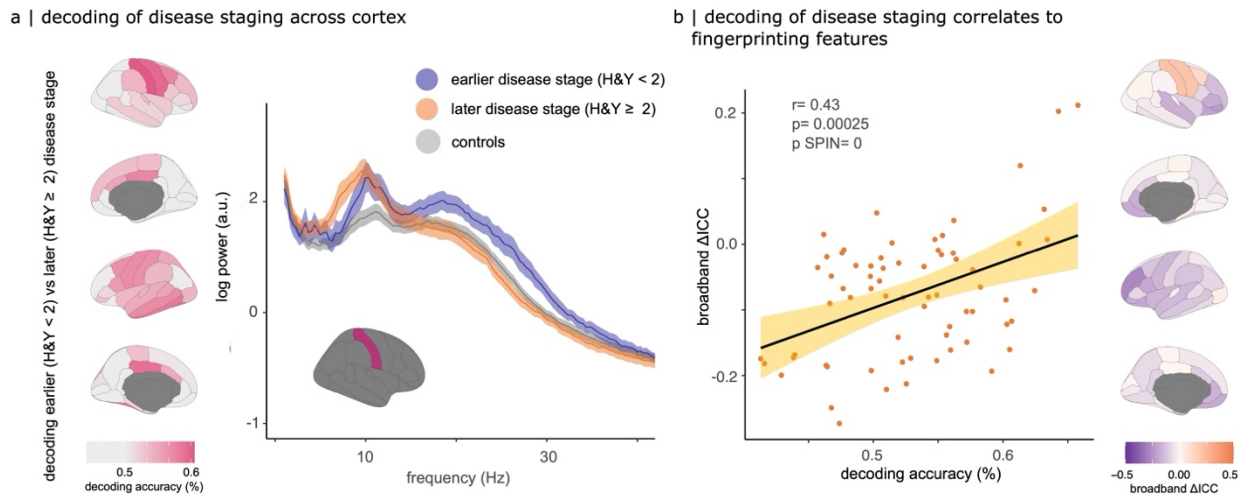 a | decoding of disease staging across cortex
decoding earlier (H&Y < 2) vs later (H&Y ≥ 2) disease stage
0.5 0.6
decoding accuracy (%)
earlier disease stage (H&Y < 2)
later disease stage (H&Y ≥ 2)
controls
log power (a.u.)
2
0
-1
10 30
frequency (Hz)
b | decoding of disease staging correlates to
fingerprinting features
r= 0.43
p= 0.00025
p SPIN= 0
broadband ΔICC
0.2
0.0
-0.2
0.5 0.6
decoding accuracy (%)
−0.5 0.00 0.5
broadband ΔICC